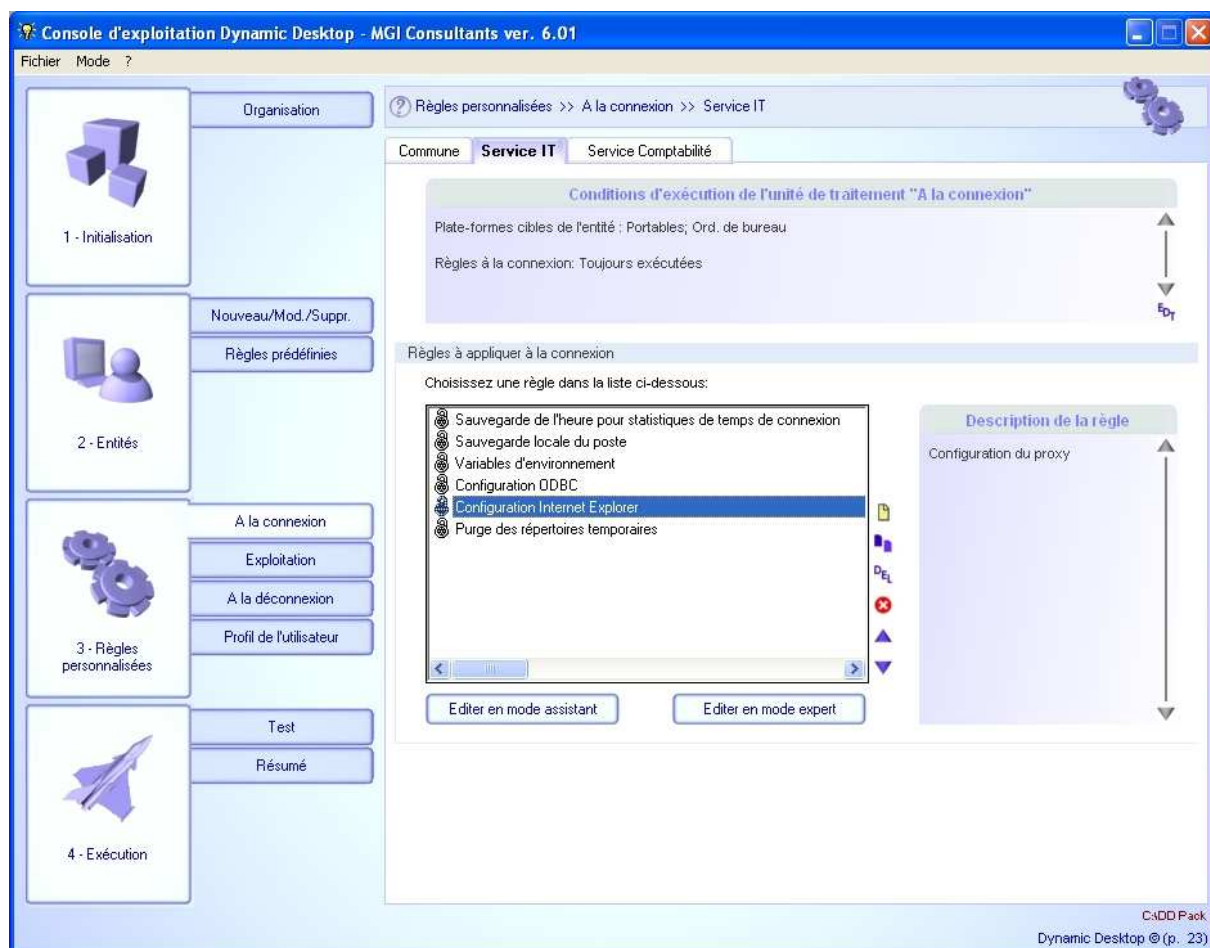 Console d'exploitation Dynamic Desktop - MGI Consultants ver. 6.01
Fichier Mode ?
Organisation
1 - Initialisation
Nouveau/Mod./Suppr.
Règles prédéfinies
2 - Entités
A la connexion
Exploitation
A la déconnexion
Profil de l'utilisateur
3 - Règles
personnalisées
Test
Résumé
4 - Exécution
? Règles personnalisées >> A la connexion >> Service IT
Commune Service IT Service Comptabilité
Conditions d'exécution de l'unité de traitement "A la connexion"
Plate-formes cibles de l'entité : Portables; Ord. de bureau
Règles à la connexion: Toujours exécutées
EDT
Règles à appliquer à la connexion
Choisissez une règle dans la liste ci-dessous:
Sauvegarde de l'heure pour statistiques de temps de connexion
Sauvegarde locale du poste
Variables d'environnement
Configuration ODBC
Configuration Internet Explorer
Purge des répertoires temporaires
DEL
Editer en mode assistant Editer en mode expert
Description de la règle
Configuration du proxy
C:\DD Pack
Dynamic Desktop © (p. 23)